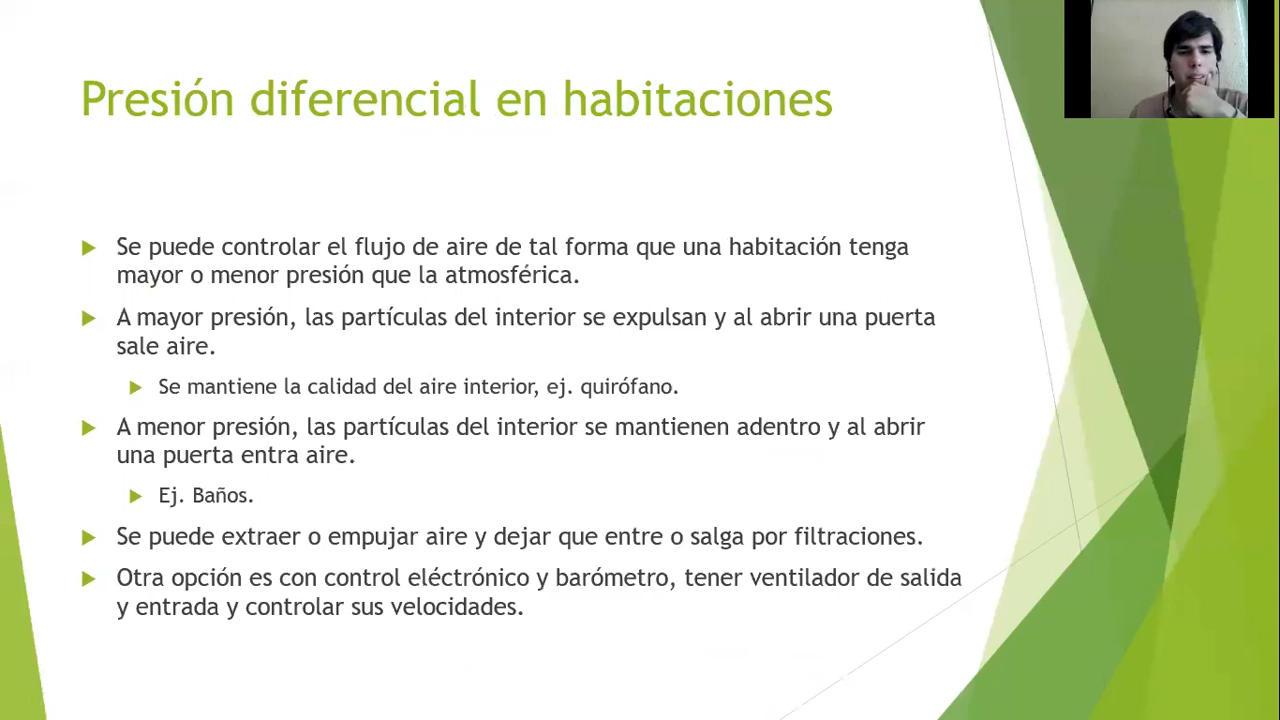 Presión diferencial en habitaciones
Se puede controlar el flujo de aire de tal forma que una habitación tenga
mayor o menor presión que la atmosférica.
A mayor presión, las partículas del interior se expulsan y al abrir una puerta
sale aire.
Se mantiene la calidad del aire interior, ej. quirófano.
A menor presión, las partículas del interior se mantienen adentro y al abrir
una puerta entra aire.
Ej. Baños.
Se puede extraer o empujar aire y dejar que entre o salga por filtraciones.
Otra opción es con control eléctrónico y barómetro, tener ventilador de salida
y entrada y controlar sus velocidades.